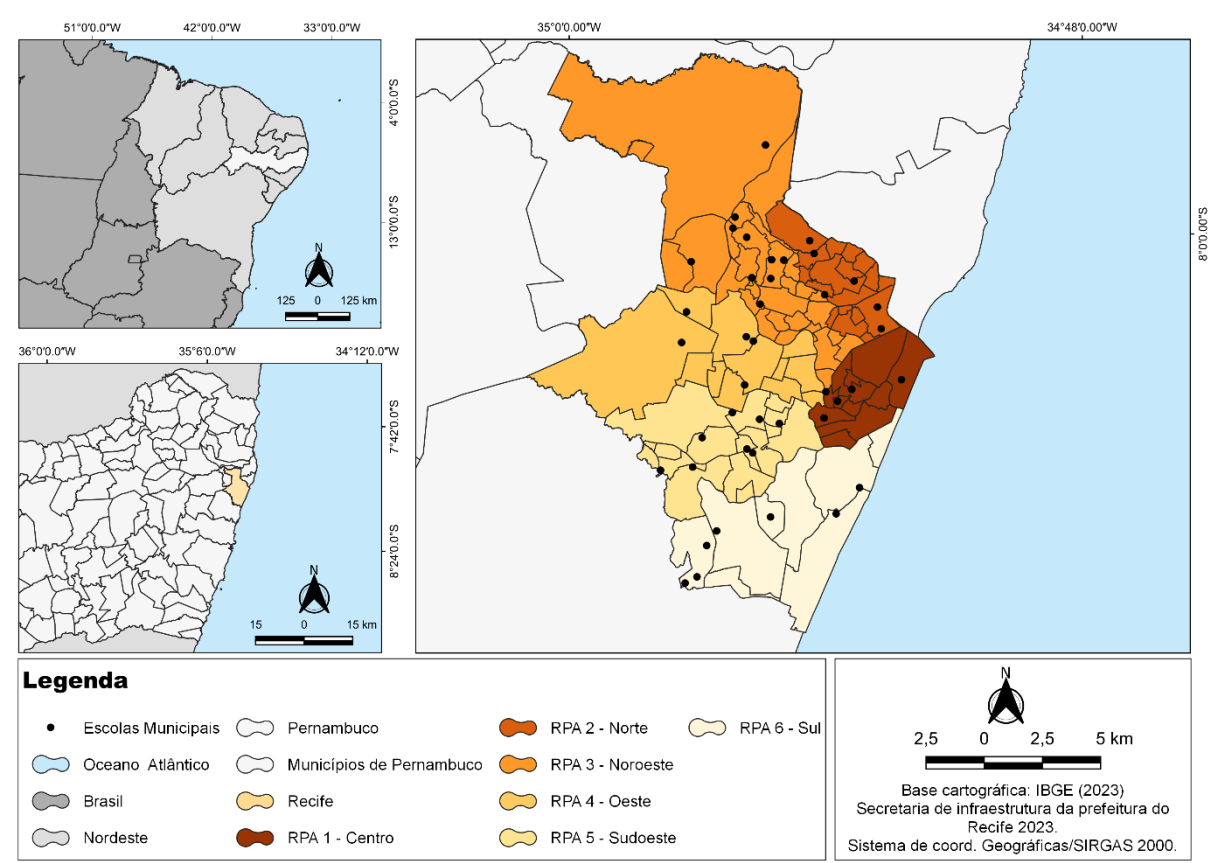 51°0'0.0"W 42°0'0.0"W 33°0'0.0"W
4°0'0.0"S
13°0'0.0"S
N
125 0 125 km
36°0'0.0"W 35°6'0.0"W 34°12'0.0"W
7°42'0.0"S
8°24'0.0"S
N
15 0 15 km
35°0'0.0"W 34°48'0.0"W
8°0'0.0"S
Legenda
Escolas Municipais
Oceano Atlântico
Brasil
Nordeste
Pernambuco
Municípios de Pernambuco
Recife
RPA 1 - Centro
RPA 2 - Norte
RPA 3 - Noroeste
RPA 4 - Oeste
RPA 5 - Sudoeste
RPA 6 - Sul
N
2,5 0 2,5 5 km
Base cartográfica: IBGE (2023)
Secretaria de infraestrutura da prefeitura do
Recife 2023.
Sistema de coord. Geográficas/SIRGAS 2000.